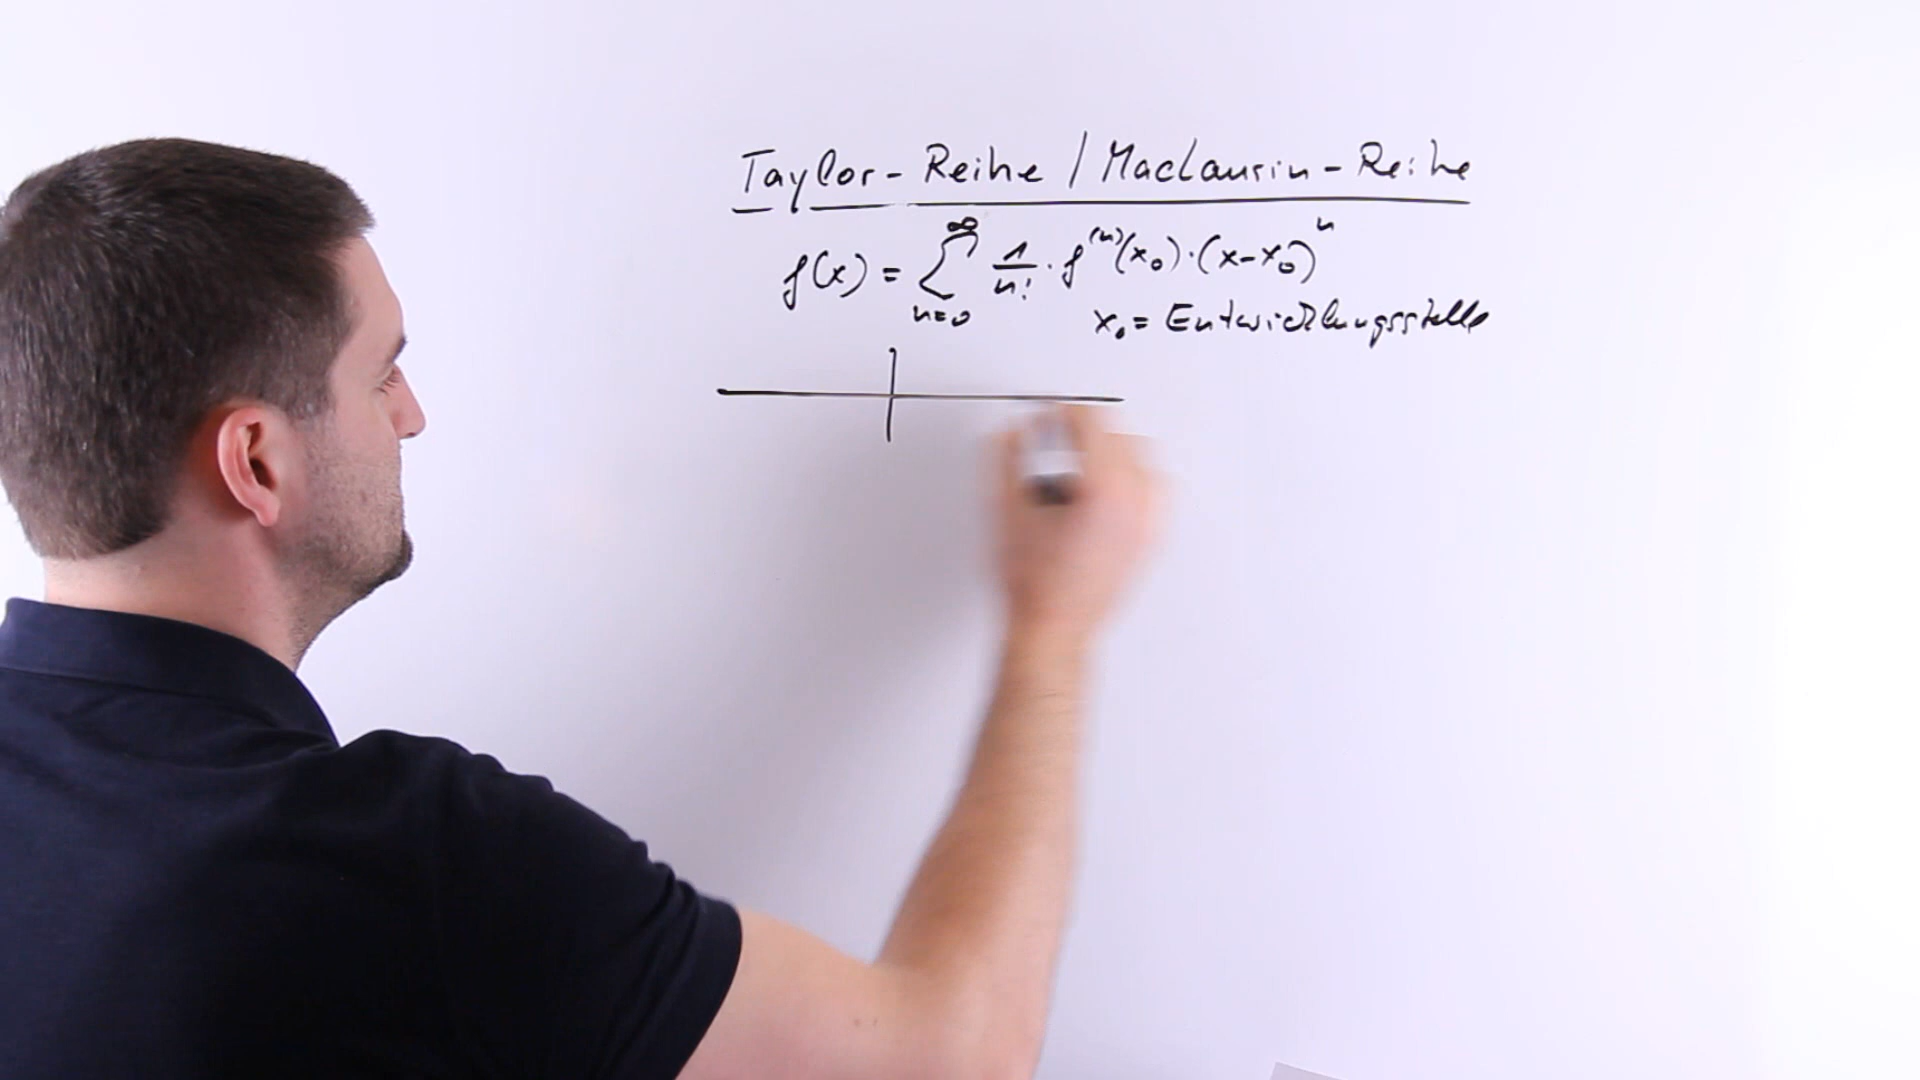 Taylor-Reihe / MacLaurin-Reihe
f(x) = ∑_{n=0}^{∞} 1/n! · f^{(n)}(x₀) · (x-x₀)^n
x₀ = Entwicklungsstelle